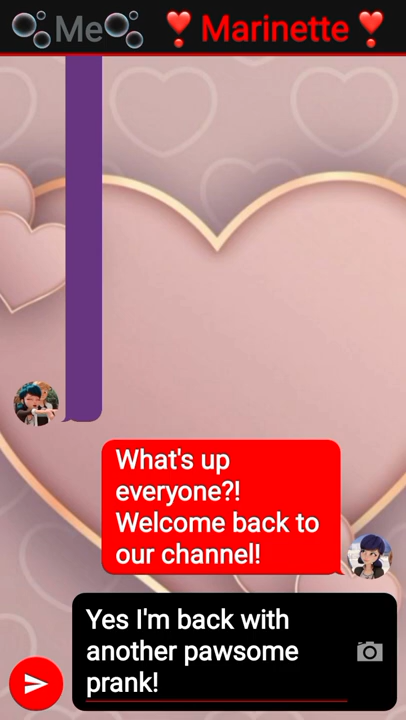 🫧Me🫧 ❣️ Marinette ❣️
What's up
everyone?!
Welcome back to
our channel!
Yes I'm back with
another pawsome
prank!